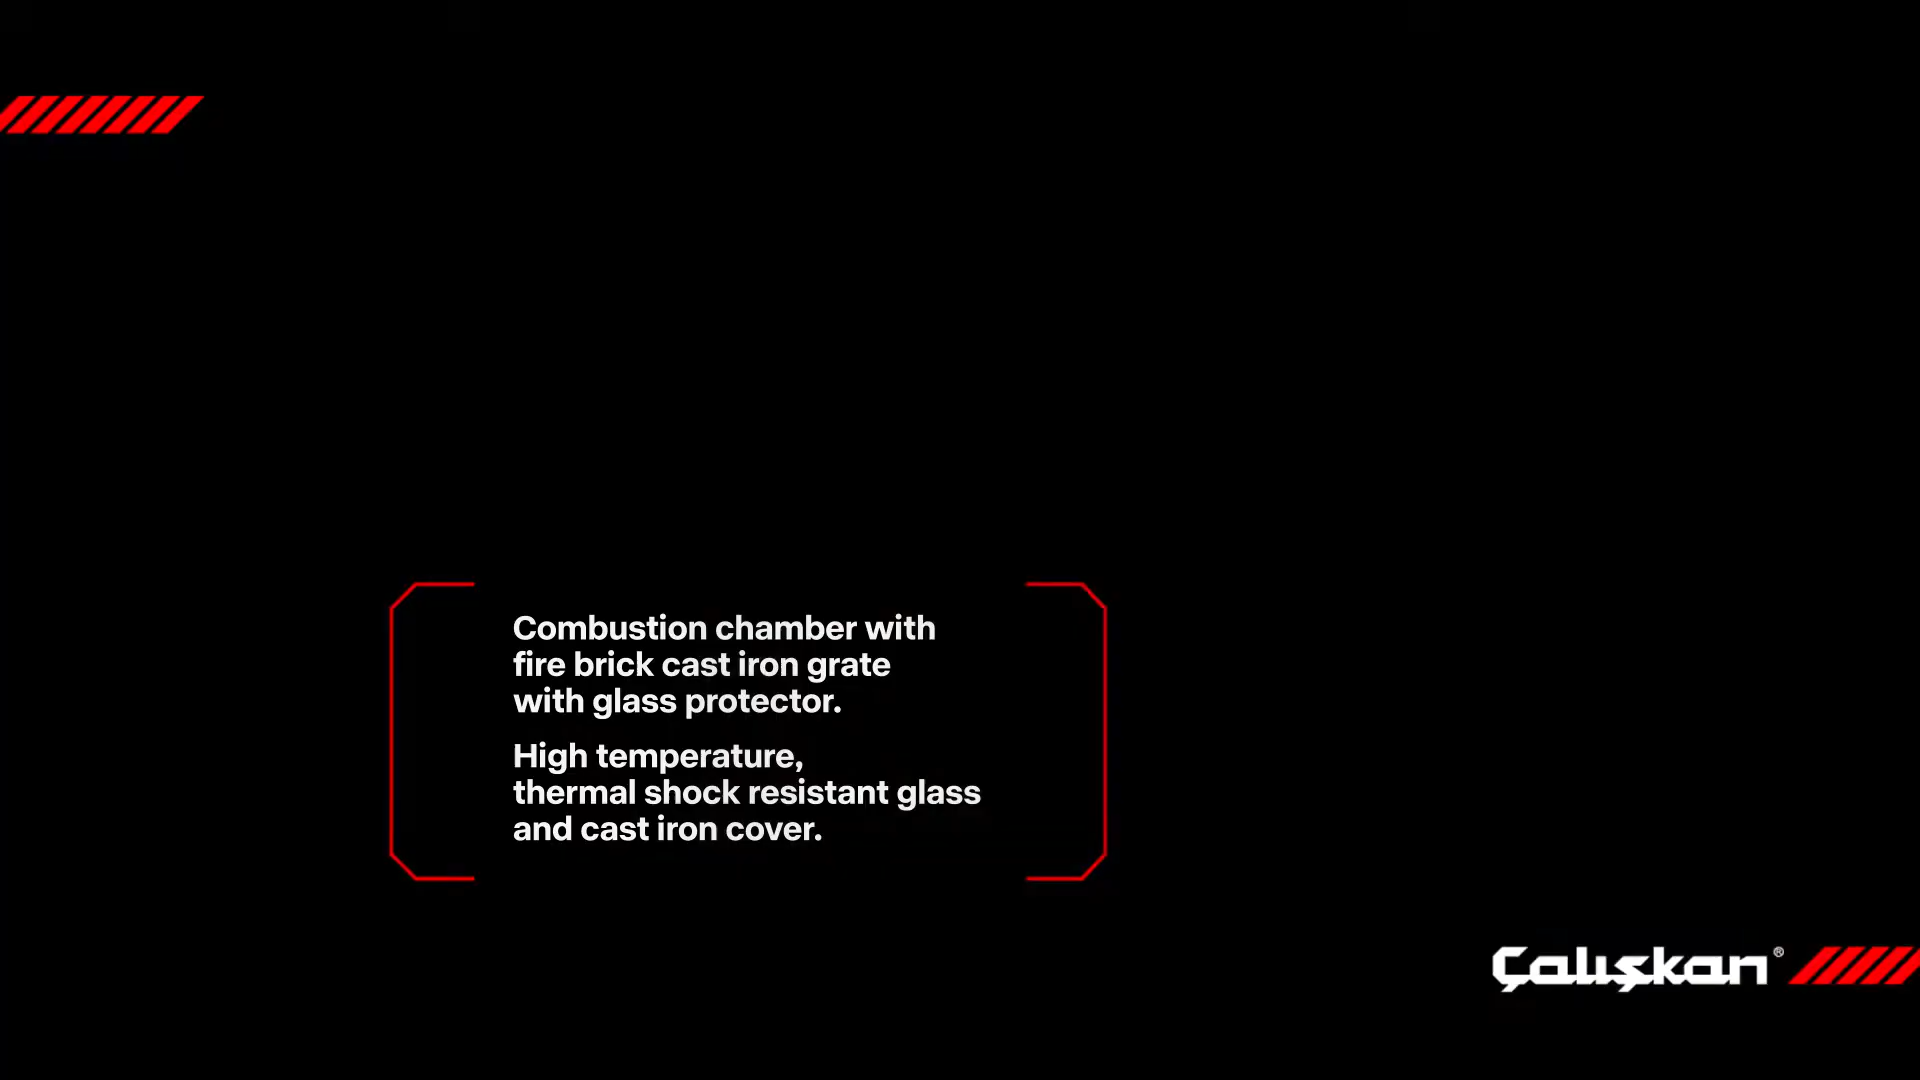 Combustion chamber with
fire brick cast iron grate
with glass protector.
High temperature,
thermal shock resistant glass
and cast iron cover.
Çalışkan®